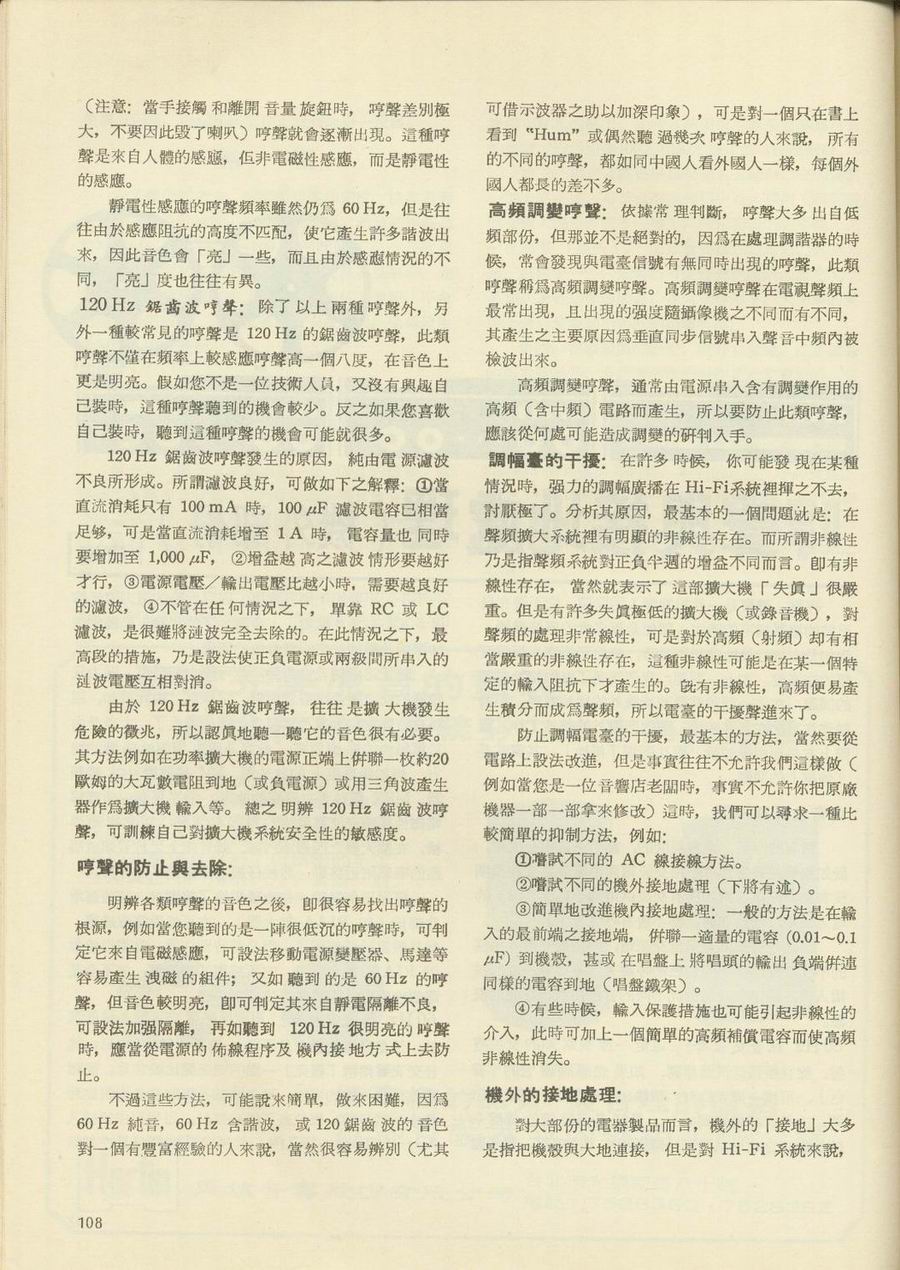 （注意：當手接觸和離開音量旋鈕時，哼聲差別極
大，不要因此毀了喇叭）哼聲就會逐漸出現。這種哼
聲是來自人體的感應，但非電磁性感應，而是靜電性
的感應。
靜電性感應的哼聲頻率雖然仍爲 60 Hz，但是往
往由於感應阻抗的高度不匹配，使它產生許多諧波出
來，因此音色會「亮」一些，而且由於感應情況的不
同，「亮」度也往往有異。
120 Hz 鋸齒波哼聲：除了以上兩種哼聲外，另
外一種較常見的哼聲是 120 Hz 的鋸齒波哼聲，此類
哼聲不僅在頻率上較感應哼聲高一個八度，在音色上
更是明亮。假如您不是一位技術人員，又沒有興趣自
己裝時，這種哼聲聽到的機會較少。反之如果您喜歡
自己裝時，聽到這種哼聲的機會可能就很多。
120 Hz 鋸齒波哼聲發生的原因，純由電源濾波
不良所形成。所謂濾波良好，可做如下之解釋：①當
直流消耗只有 100 mA 時，100 μF 濾波電容已相當
足够，可是當直流消耗增至 1 A 時，電容量也同時
要增加至 1,000 μF，②增益越高之濾波情形要越好
才行，③電源電壓／輸出電壓比越小時，需要越良好
的濾波，④不管在任何情況之下，單靠 RC 或 LC
濾波，是很難將漣波完全去除的。在此情況之下，最
高段的措施，乃是設法使正負電源或兩級間所串入的
漣波電壓互相對消。
由於 120 Hz 鋸齒波哼聲，往往是擴大機發生
危險的徵兆，所以認眞地聽一聽它的音色很有必要。
其方法例如在功率擴大機的電源正端上倂聯一枚約20
歐姆的大瓦數電阻到地（或負電源）或用三角波產生
器作爲擴大機輸入等。總之明辨 120 Hz 鋸齒波哼
聲，可訓練自己對擴大機系統安全性的敏感度。
哼聲的防止與去除：
明辨各類哼聲的音色之後，卽很容易找出哼聲的
根源，例如當您聽到的是一陣很低沉的哼聲時，可判
定它來自電磁感應，可設法移動電源變壓器、馬達等
容易產生洩磁的組件；又如聽到的是 60 Hz 的哼
聲，但音色較明亮，卽可判定其來自靜電隔離不良，
可設法加强隔離，再如聽到 120 Hz 很明亮的哼聲
時，應當從電源的佈線程序及機內接地方式上去防
止。
不過這些方法，可能說來簡單，做來困難，因爲
60 Hz 純音，60 Hz 含諧波，或 120 鋸齒波的音色
對一個有豐富經驗的人來說，當然很容易辨別（尤其
可借示波器之助以加深印象），可是對一個只在書上
看到 “Hum” 或偶然聽過幾次哼聲的人來說，所有
的不同的哼聲，都如同中國人看外國人一樣，每個外
國人都長的差不多。
高頻調變哼聲：依據常理判斷，哼聲大多出自低
頻部份，但那並不是絕對的，因爲在處理調諧器的時
候，常會發現與電臺信號有無同時出現的哼聲，此類
哼聲稱爲高頻調變哼聲。高頻調變哼聲在電視聲頻上
最常出現，且出現的强度隨攝像機之不同而有不同，
其產生之主要原因爲垂直同步信號串入聲音中頻內被
檢波出來。
高頻調變哼聲，通常由電源串入含有調變作用的
高頻（含中頻）電路而產生，所以要防止此類哼聲，
應該從何處可能造成調變的硏判入手。
調幅臺的干擾：在許多時候，你可能發現在某種
情況時，强力的調幅廣播在 Hi-Fi系統裡揮之不去，
討厭極了。分析其原因，最基本的一個問題就是：在
聲頻擴大系統裡有明顯的非線性存在。而所謂非線性
乃是指聲頻系統對正負半週的增益不同而言。卽有非
線性存在，當然就表示了這部擴大機「失眞」很嚴
重。但是有許多失眞極低的擴大機（或錄音機），對
聲頻的處理非常線性，可是對於高頻（射頻）却有相
當嚴重的非線性存在，這種非線性可能是在某一個特
定的輸入阻抗下才產生的。旣有非線性，高頻便易產
生積分而成爲聲頻，所以電臺的干擾聲進來了。
防止調幅電臺的干擾，最基本的方法，當然要從
電路上設法改進，但是事實往往不允許我們這樣做（
例如當您是一位音響店老闆時，事實不允許你把原廠
機器一部一部拿來修改）這時，我們可以尋求一種比
較簡單的抑制方法，例如：
①嚐試不同的 AC 線接線方法。
②嚐試不同的機外接地處理（下將有述）。
③簡單地改進機內接地處理：一般的方法是在輸
入的最前端之接地端，倂聯一適量的電容 (0.01～0.1
μF) 到機殼，甚或在唱盤上將唱頭的輸出負端倂連
同樣的電容到地（唱盤鐵架）。
④有些時候，輸入保護措施也可能引起非線性的
介入，此時可加上一個簡單的高頻補償電容而使高頻
非線性消失。
機外的接地處理：
對大部份的電器製品而言，機外的「接地」大多
是指把機殼與大地連接，但是對 Hi-Fi 系統來說，
108